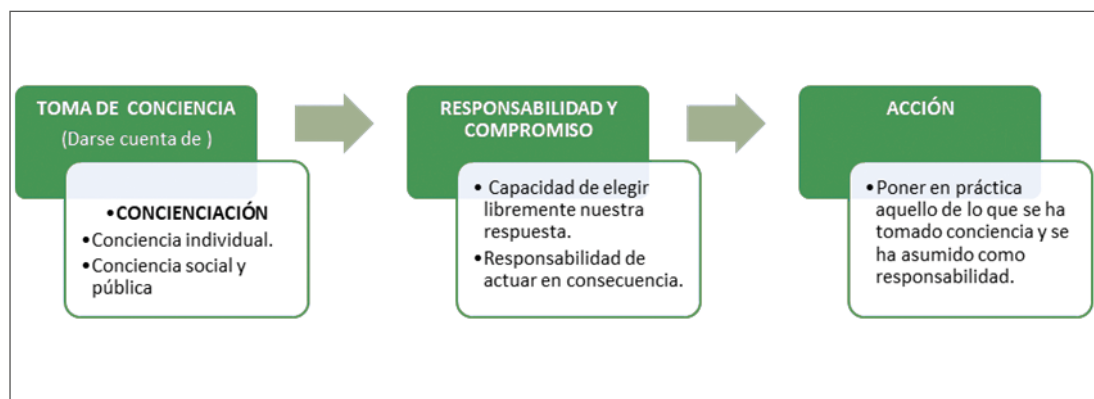 TOMA DE CONCIENCIA
(Darse cuenta de )
•CONCIENCIACIÓN
•Conciencia individual.
•Conciencia social y
pública
RESPONSABILIDAD Y
COMPROMISO
• Capacidad de elegir
libremente nuestra
respuesta.
•Responsabilidad de
actuar en consecuencia.
ACCIÓN
•Poner en práctica
aquello de lo que se ha
tomado conciencia y se
ha asumido como
responsabilidad.